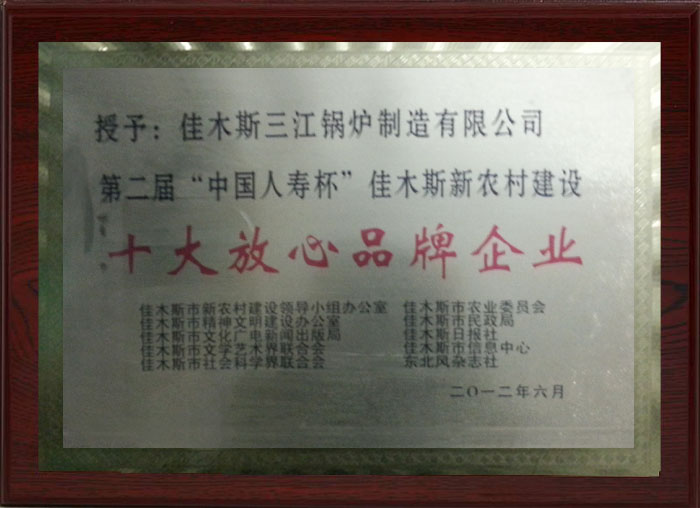 授予：佳木斯三江锅炉制造有限公司
第二届“中国人寿杯”佳木斯新农村建设
十大放心品牌企业
佳木斯市新农村建设领导小组办公室 佳木斯市农业委员会
佳木斯市精神文明建设办公室 佳木斯市民政局
佳木斯市文化广电新闻出版局 佳木斯日报社
佳木斯市文学艺术界联合会 佳木斯市信息中心
佳木斯市社会科学界联合会 东北风杂志社
二〇一二年六月